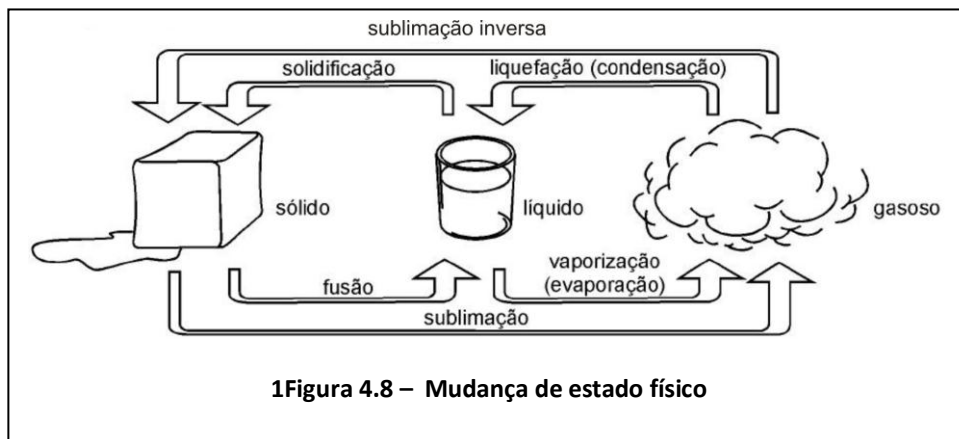 sublimação inversa
solidificação
liquefação (condensação)
sólido
líquido
gasoso
fusão
vaporização
(evaporação)
sublimação
1Figura 4.8 – Mudança de estado físico